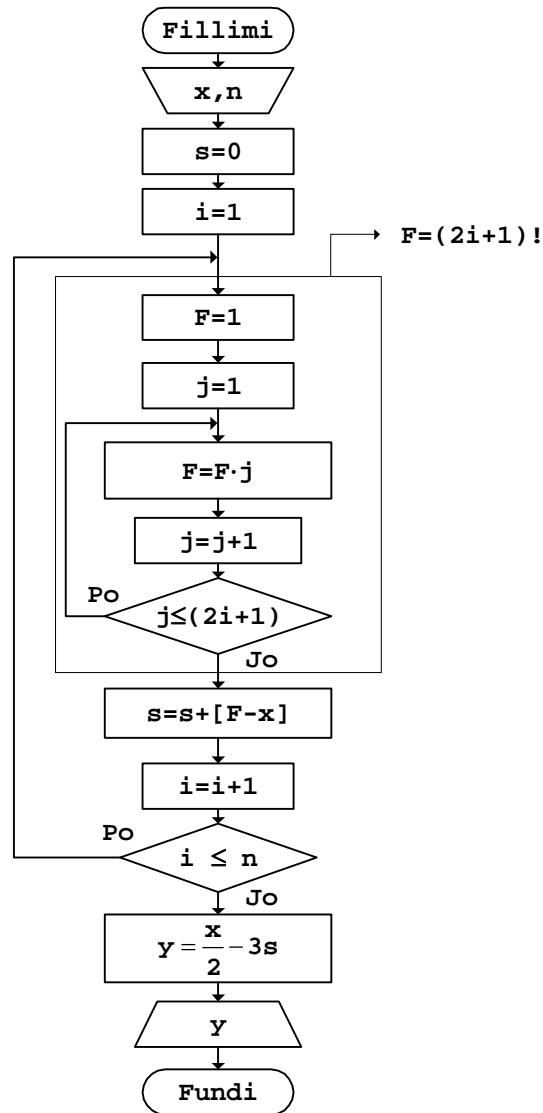 Fillimi
x,n
s=0
i=1
F=(2i+1)!
F=1
j=1
F=F·j
j=j+1
Po
j≤(2i+1)
Jo
s=s+[F-x]
i=i+1
Po
i ≤ n
Jo
y = x/2 − 3s
y
Fundi